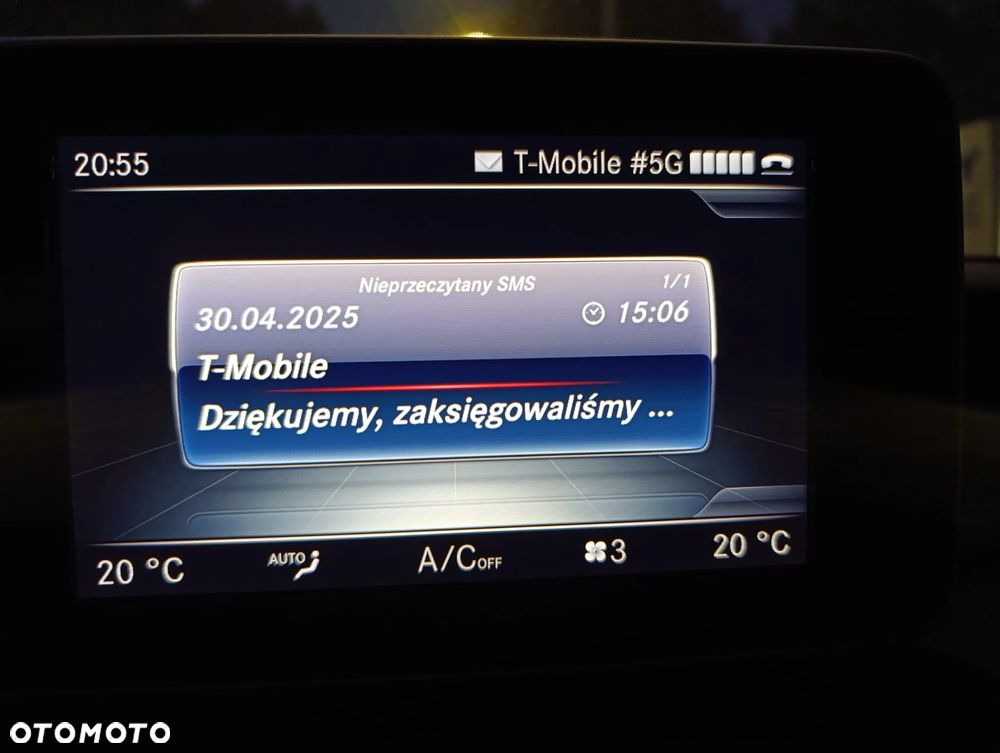 20:55 T-Mobile #5G
Nieprzeczytany SMS 1/1
30.04.2025 15:06
T-Mobile
Dziękujemy, zaksięgowaliśmy ...
20 °C AUTO A/C OFF 3 20 °C
OTOMOTO